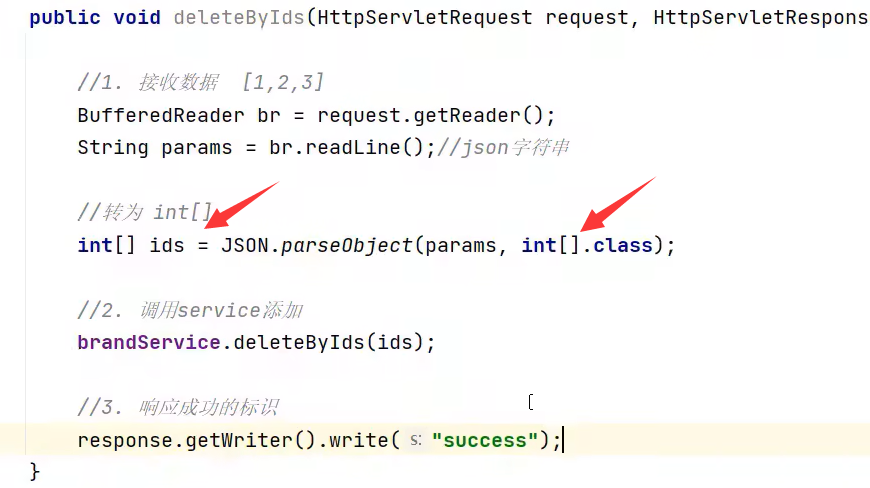 public void deleteByIds(HttpServletRequest request, HttpServletRespons
//1. 接收数据  [1,2,3]
BufferedReader br = request.getReader();
String params = br.readLine();//json字符串
//转为 int[]
int[] ids = JSON.parseObject(params, int[].class);
//2. 调用service添加
brandService.deleteByIds(ids);
//3. 响应成功的标识
response.getWriter().write( s: "success");
}